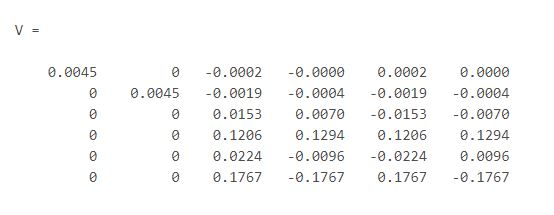 V =
0.0045 0 -0.0002 -0.0000 0.0002 0.0000
0 0.0045 -0.0019 -0.0004 -0.0019 -0.0004
0 0 0.0153 0.0070 -0.0153 -0.0070
0 0 0.1206 0.1294 0.1206 0.1294
0 0 0.0224 -0.0096 -0.0224 0.0096
0 0 0.1767 -0.1767 0.1767 -0.1767